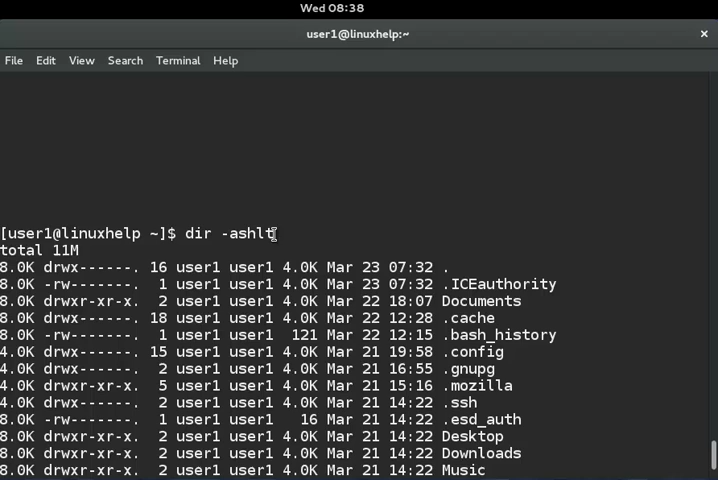 Wed 08:38
user1@linuxhelp:~
File Edit View Search Terminal Help
[user1@linuxhelp ~]$ dir -ashlt
total 11M
8.0K drwx------. 16 user1 user1 4.0K Mar 23 07:32 .
8.0K -rw-------. 1 user1 user1 4.0K Mar 23 07:32 .ICEauthority
8.0K drwxr-xr-x. 2 user1 user1 4.0K Mar 22 18:07 Documents
8.0K drwx------. 18 user1 user1 4.0K Mar 22 12:28 .cache
8.0K -rw-------. 1 user1 user1 121 Mar 22 12:15 .bash_history
4.0K drwx------. 15 user1 user1 4.0K Mar 21 19:58 .config
4.0K drwx------. 2 user1 user1 4.0K Mar 21 16:55 .gnupg
4.0K drwxr-xr-x. 5 user1 user1 4.0K Mar 21 15:16 .mozilla
4.0K drwx------. 2 user1 user1 4.0K Mar 21 14:22 .ssh
8.0K -rw-------. 1 user1 user1 16 Mar 21 14:22 .esd_auth
8.0K drwxr-xr-x. 2 user1 user1 4.0K Mar 21 14:22 Desktop
8.0K drwxr-xr-x. 2 user1 user1 4.0K Mar 21 14:22 Downloads
8.0K drwxr-xr-x. 2 user1 user1 4.0K Mar 21 14:22 Music